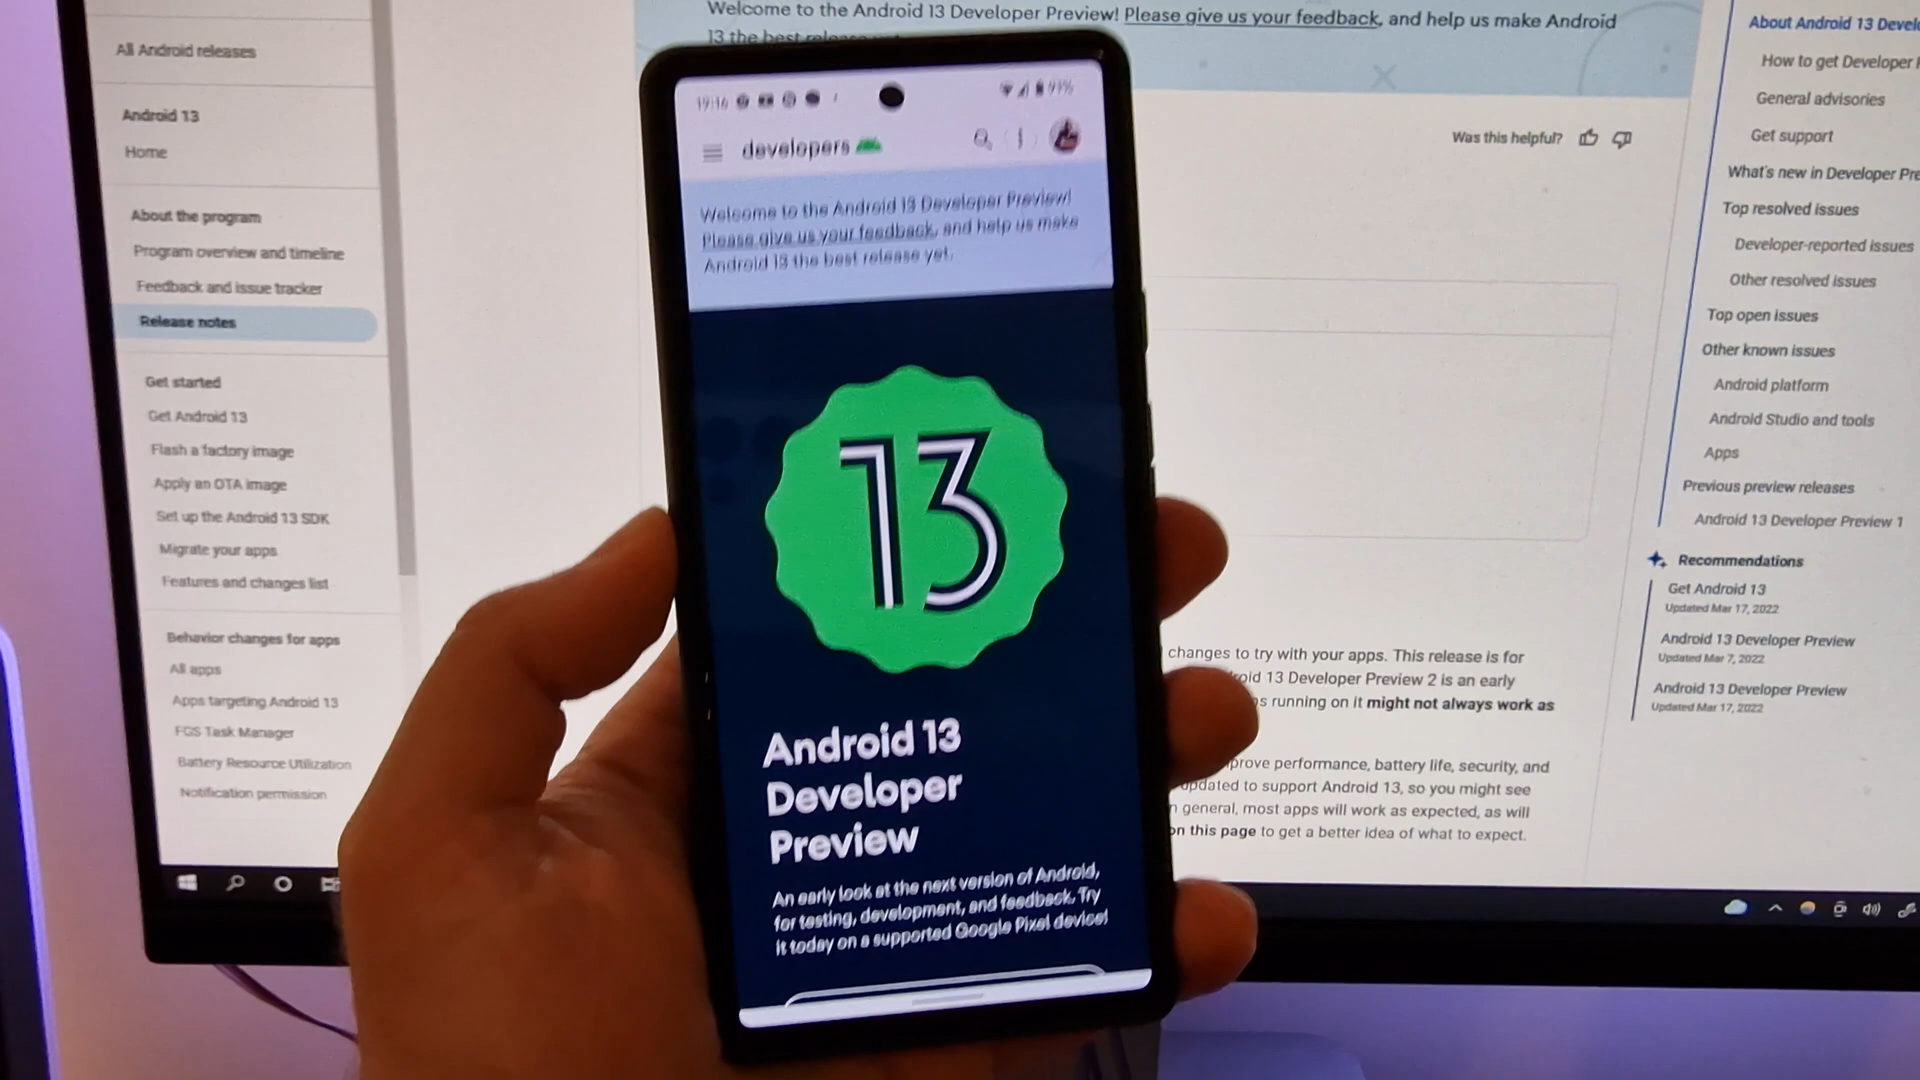 All Android releases
Android 13
Home
About the program
Program overview and timeline
Feedback and issue tracker
Release notes
Get started
Get Android 13
Flash a factory image
Apply an OTA image
Set up the Android 13 SDK
Migrate your apps
Features and changes list
Behavior changes for apps
All apps
Apps targeting Android 13
FGS Task Manager
Battery Resource Utilization
Notification permission
Welcome to the Android 13 Developer Preview! Please give us your feedback, and help us make Android
13 the best release
Was this helpful?
19:16
91%
developers
Welcome to the Android 13 Developer Preview!
Please give us your feedback, and help us make
Android 13 the best release yet.
13
Android 13
Developer
Preview
An early look at the next version of Android,
for testing, development, and feedback. Try
it today on a supported Google Pixel device!
changes to try with your apps. This release is for
roid 13 Developer Preview 2 is an early
s running on it might not always work as
prove performance, battery life, security, and
updated to support Android 13, so you might see
n general, most apps will work as expected, as will
on this page to get a better idea of what to expect.
About Android 13 Devel
How to get Developer
General advisories
Get support
What's new in Developer Pre
Top resolved issues
Developer-reported issues
Other resolved issues
Top open issues
Other known issues
Android platform
Android Studio and tools
Apps
Previous preview releases
Android 13 Developer Preview 1
Recommendations
Get Android 13
Updated Mar 17, 2022
Android 13 Developer Preview
Updated Mar 7, 2022
Android 13 Developer Preview
Updated Mar 17, 2022